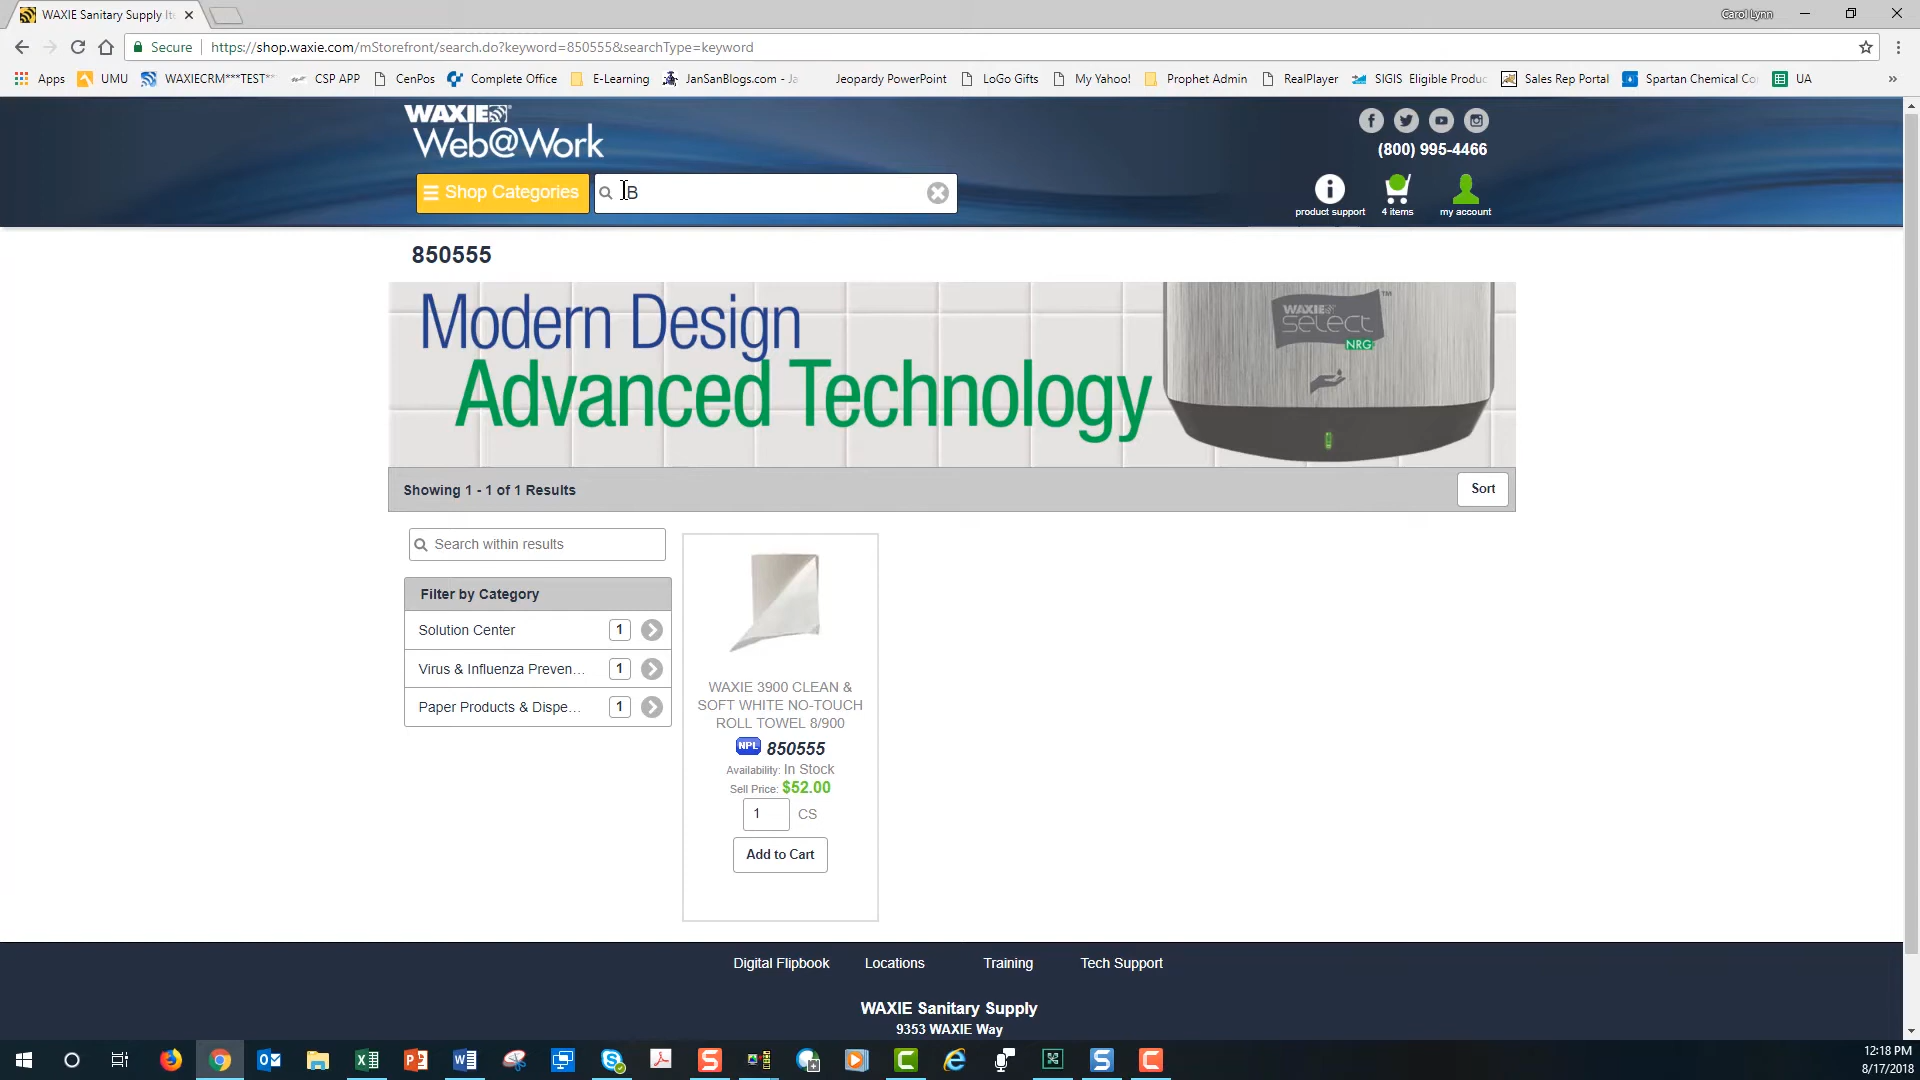 WAXIE Sanitary Supply It
Carol Lynn
Secure
https://shop.waxie.com/mStorefront/search.do?keyword=850555&searchType=keyword
Apps
UMU
WAXIECRM***TEST**
CSP APP
CenPos
Complete Office
E-Learning
JanSanBlogs.com - Ja
Jeopardy PowerPoint
LoGo Gifts
My Yahoo!
Prophet Admin
RealPlayer
SIGIS Eligible Produc
Sales Rep Portal
Spartan Chemical Co
UA
WAXIE
Web@Work
(800) 995-4466
Shop Categories
B
product support
4 items
my account
850555
Modern Design
Advanced Technology
WAXIE
select
NRG
Showing 1 - 1 of 1 Results
Sort
Search within results
Filter by Category
Solution Center 1
Virus & Influenza Preven... 1
Paper Products & Dispe... 1
WAXIE 3900 CLEAN &
SOFT WHITE NO-TOUCH
ROLL TOWEL 8/900
NPL 850555
Availability: In Stock
Sell Price: $52.00
1 CS
Add to Cart
Digital Flipbook
Locations
Training
Tech Support
WAXIE Sanitary Supply
9353 WAXIE Way
12:18 PM
8/17/2018